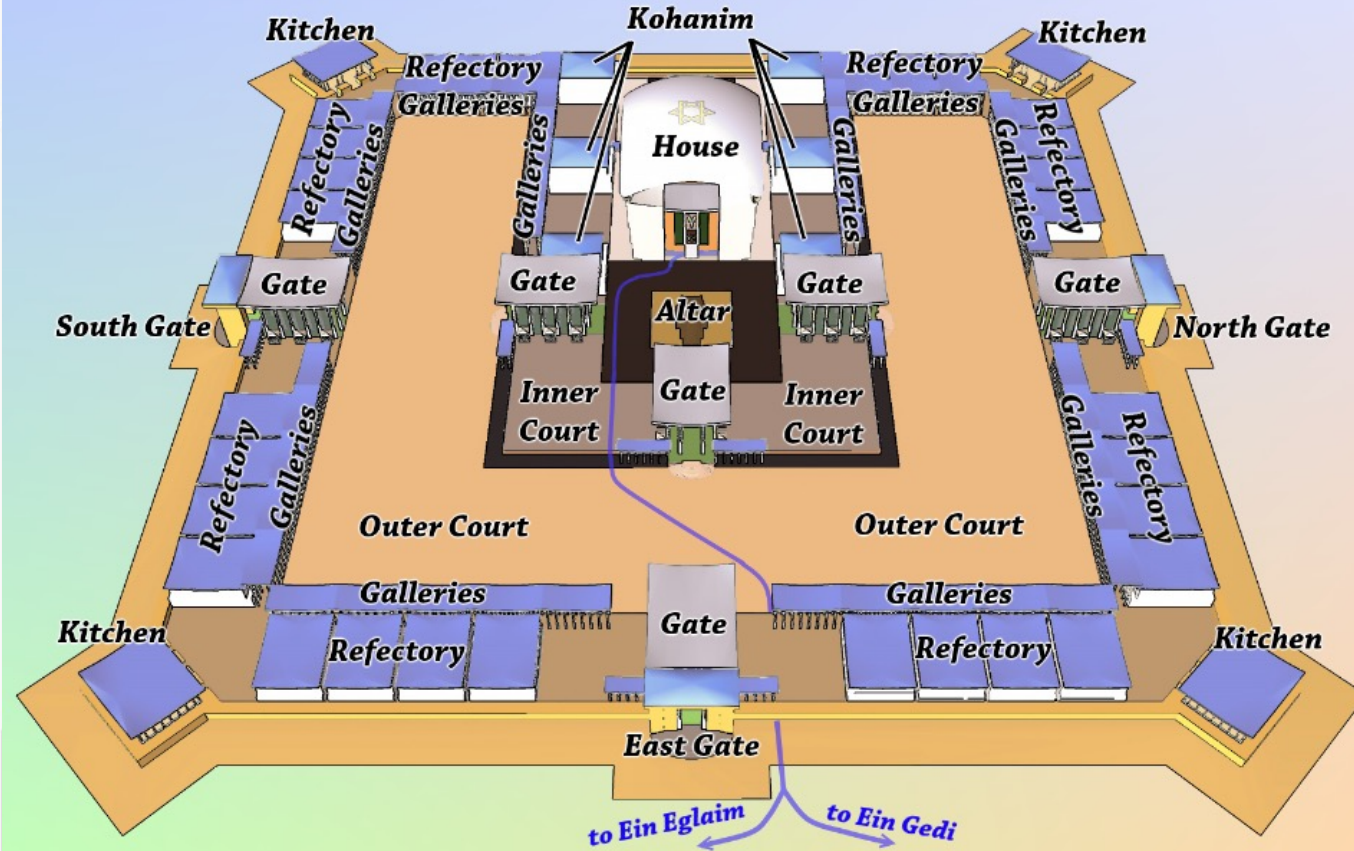 Kohanim
Kitchen
Kitchen
Refectory
Refectory
Galleries
Galleries
Refectory
Galleries
Galleries
House
Galleries
Galleries
Refectory
Gate
Gate
Gate
Gate
South Gate
Altar
North Gate
Inner
Court
Gate
Inner
Court
Refectory
Galleries
Galleries
Refectory
Outer Court
Outer Court
Galleries
Galleries
Kitchen
Refectory
Gate
Refectory
Kitchen
East Gate
to Ein Eglaim
to Ein Gedi